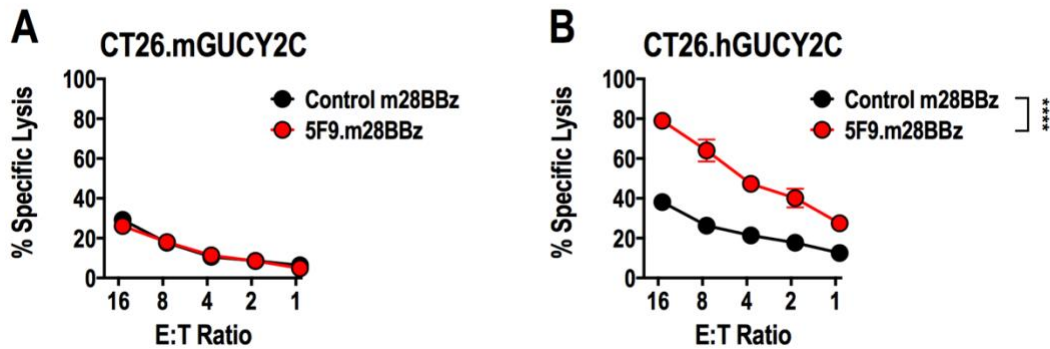 A
CT26.mGUCY2C
% Specific Lysis
100
80
60
40
20
0
16 8 4 2 1
E:T Ratio
Control m28BBz
5F9.m28BBz
B
CT26.hGUCY2C
% Specific Lysis
100
80
60
40
20
0
16 8 4 2 1
E:T Ratio
Control m28BBz
5F9.m28BBz
****